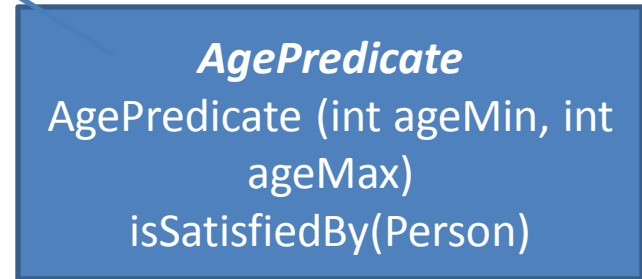 AgePredicate
AgePredicate (int ageMin, int
ageMax)
isSatisfiedBy(Person)